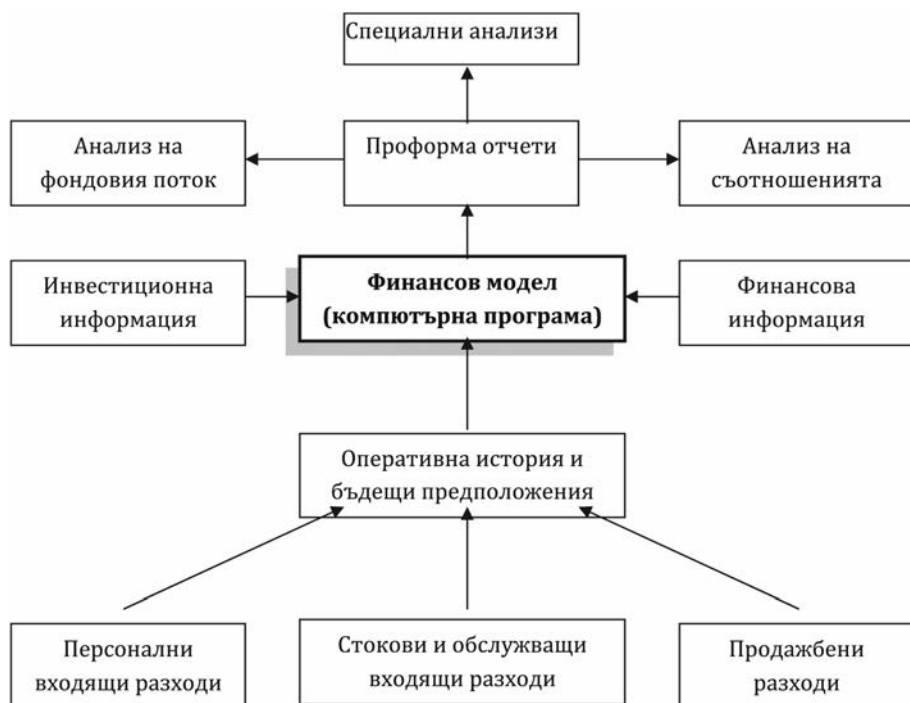 Специални анализи
Анализ на
фондовия поток
Проформа отчети
Анализ на
съотношенията
Инвестиционна
информация
Финансов модел
(компютърна програма)
Финансова
информация
Оперативна история и
бъдещи предположения
Персонални
входящи разходи
Стокови и обслужващи
входящи разходи
Продажбени
разходи